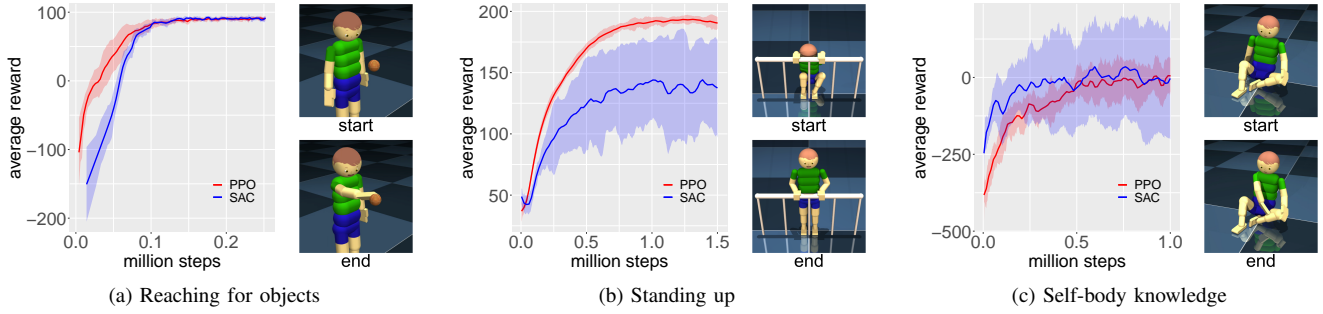 100
0
−100
−200
0.0
0.1
0.2
average reward
million steps
PPO
SAC
start
end
(a) Reaching for objects
200
150
100
50
0.0
0.5
1.0
1.5
average reward
million steps
PPO
SAC
start
end
(b) Standing up
0
−250
−500
0.0
0.5
1.0
average reward
million steps
PPO
SAC
start
end
(c) Self-body knowledge